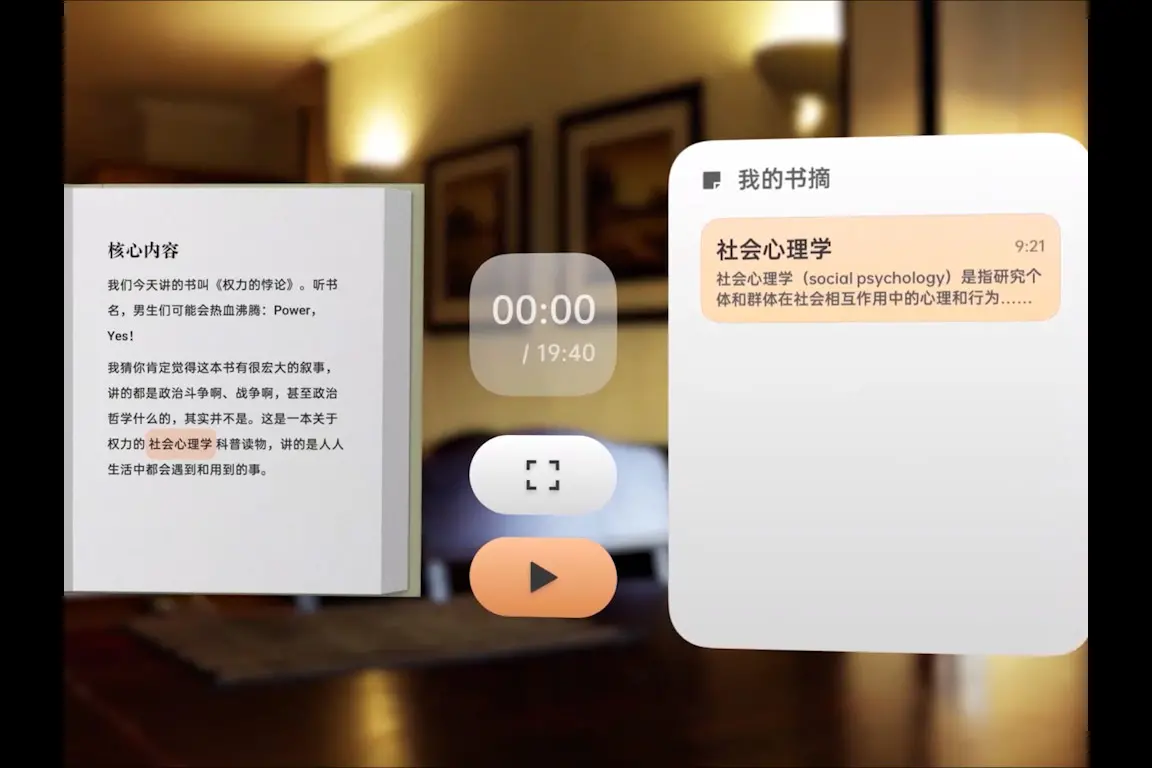 核心内容
我们今天讲的书叫《权力的悖论》。听书
名，男生们可能会热血沸腾：Power，
Yes！
我猜你肯定觉得这本书有很宏大的叙事，
讲的都是政治斗争啊、战争啊，甚至政治
哲学什么的，其实并不是。这是一本关于
权力的社会心理学科普读物，讲的是人人
生活中都会遇到和用到的事。
00:00
/ 19:40
我的书摘
社会心理学
9:21
社会心理学（social psychology）是指研究个
体和群体在社会相互作用中的心理和行为……